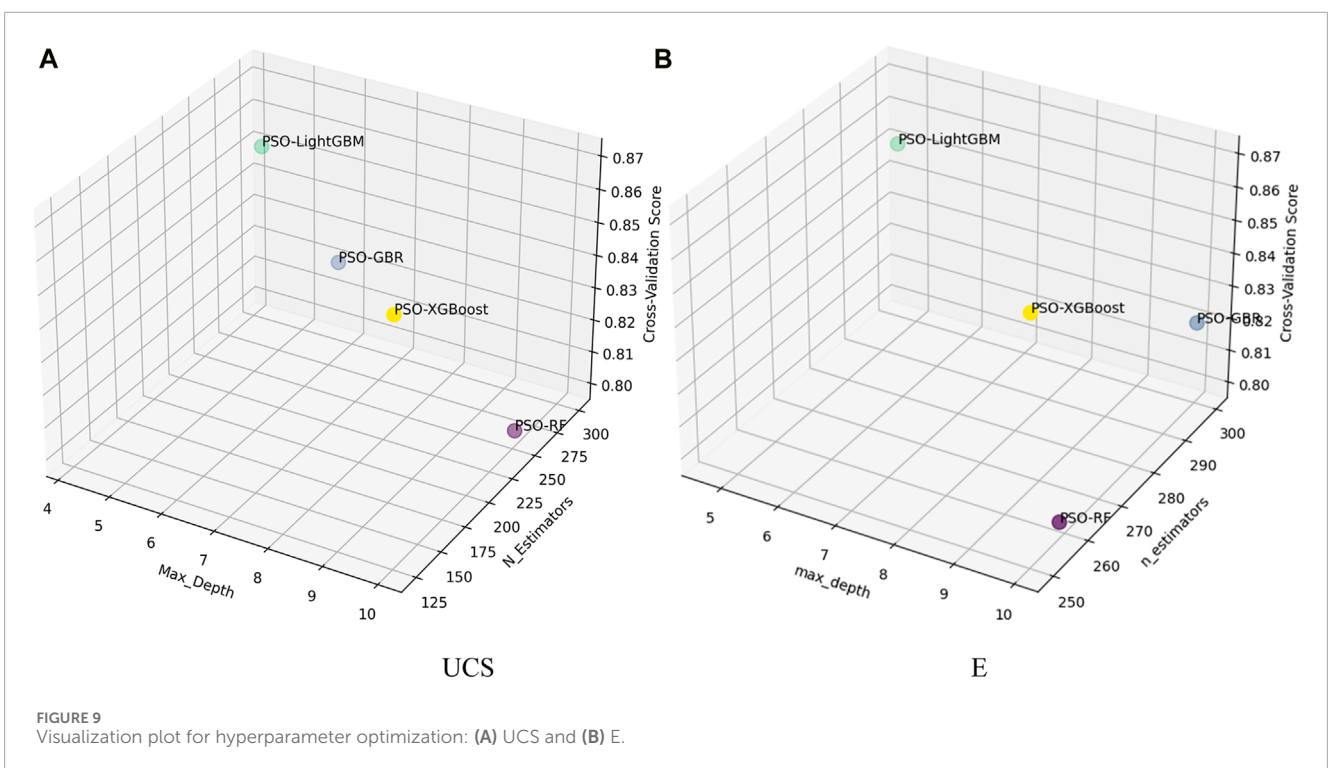 A
PSO-LightGBM
PSO-GBR
PSO-XGBoost
PSO-RF
0.87
0.86
0.85
0.84
0.83
0.82
0.81
0.80
Cross-Validation Score
4
5
6
7
8
9
10
Max_Depth
300
275
250
225
200
175
150
125
N_Estimators
UCS
B
PSO-LightGBM
PSO-XGBoost
PSO-GBR
PSO-RF
0.87
0.86
0.85
0.84
0.83
0.82
0.81
0.80
Cross-Validation Score
5
6
7
8
9
10
max_depth
300
290
280
270
260
250
n_estimators
E
FIGURE 9
Visualization plot for hyperparameter optimization: (A) UCS and (B) E.